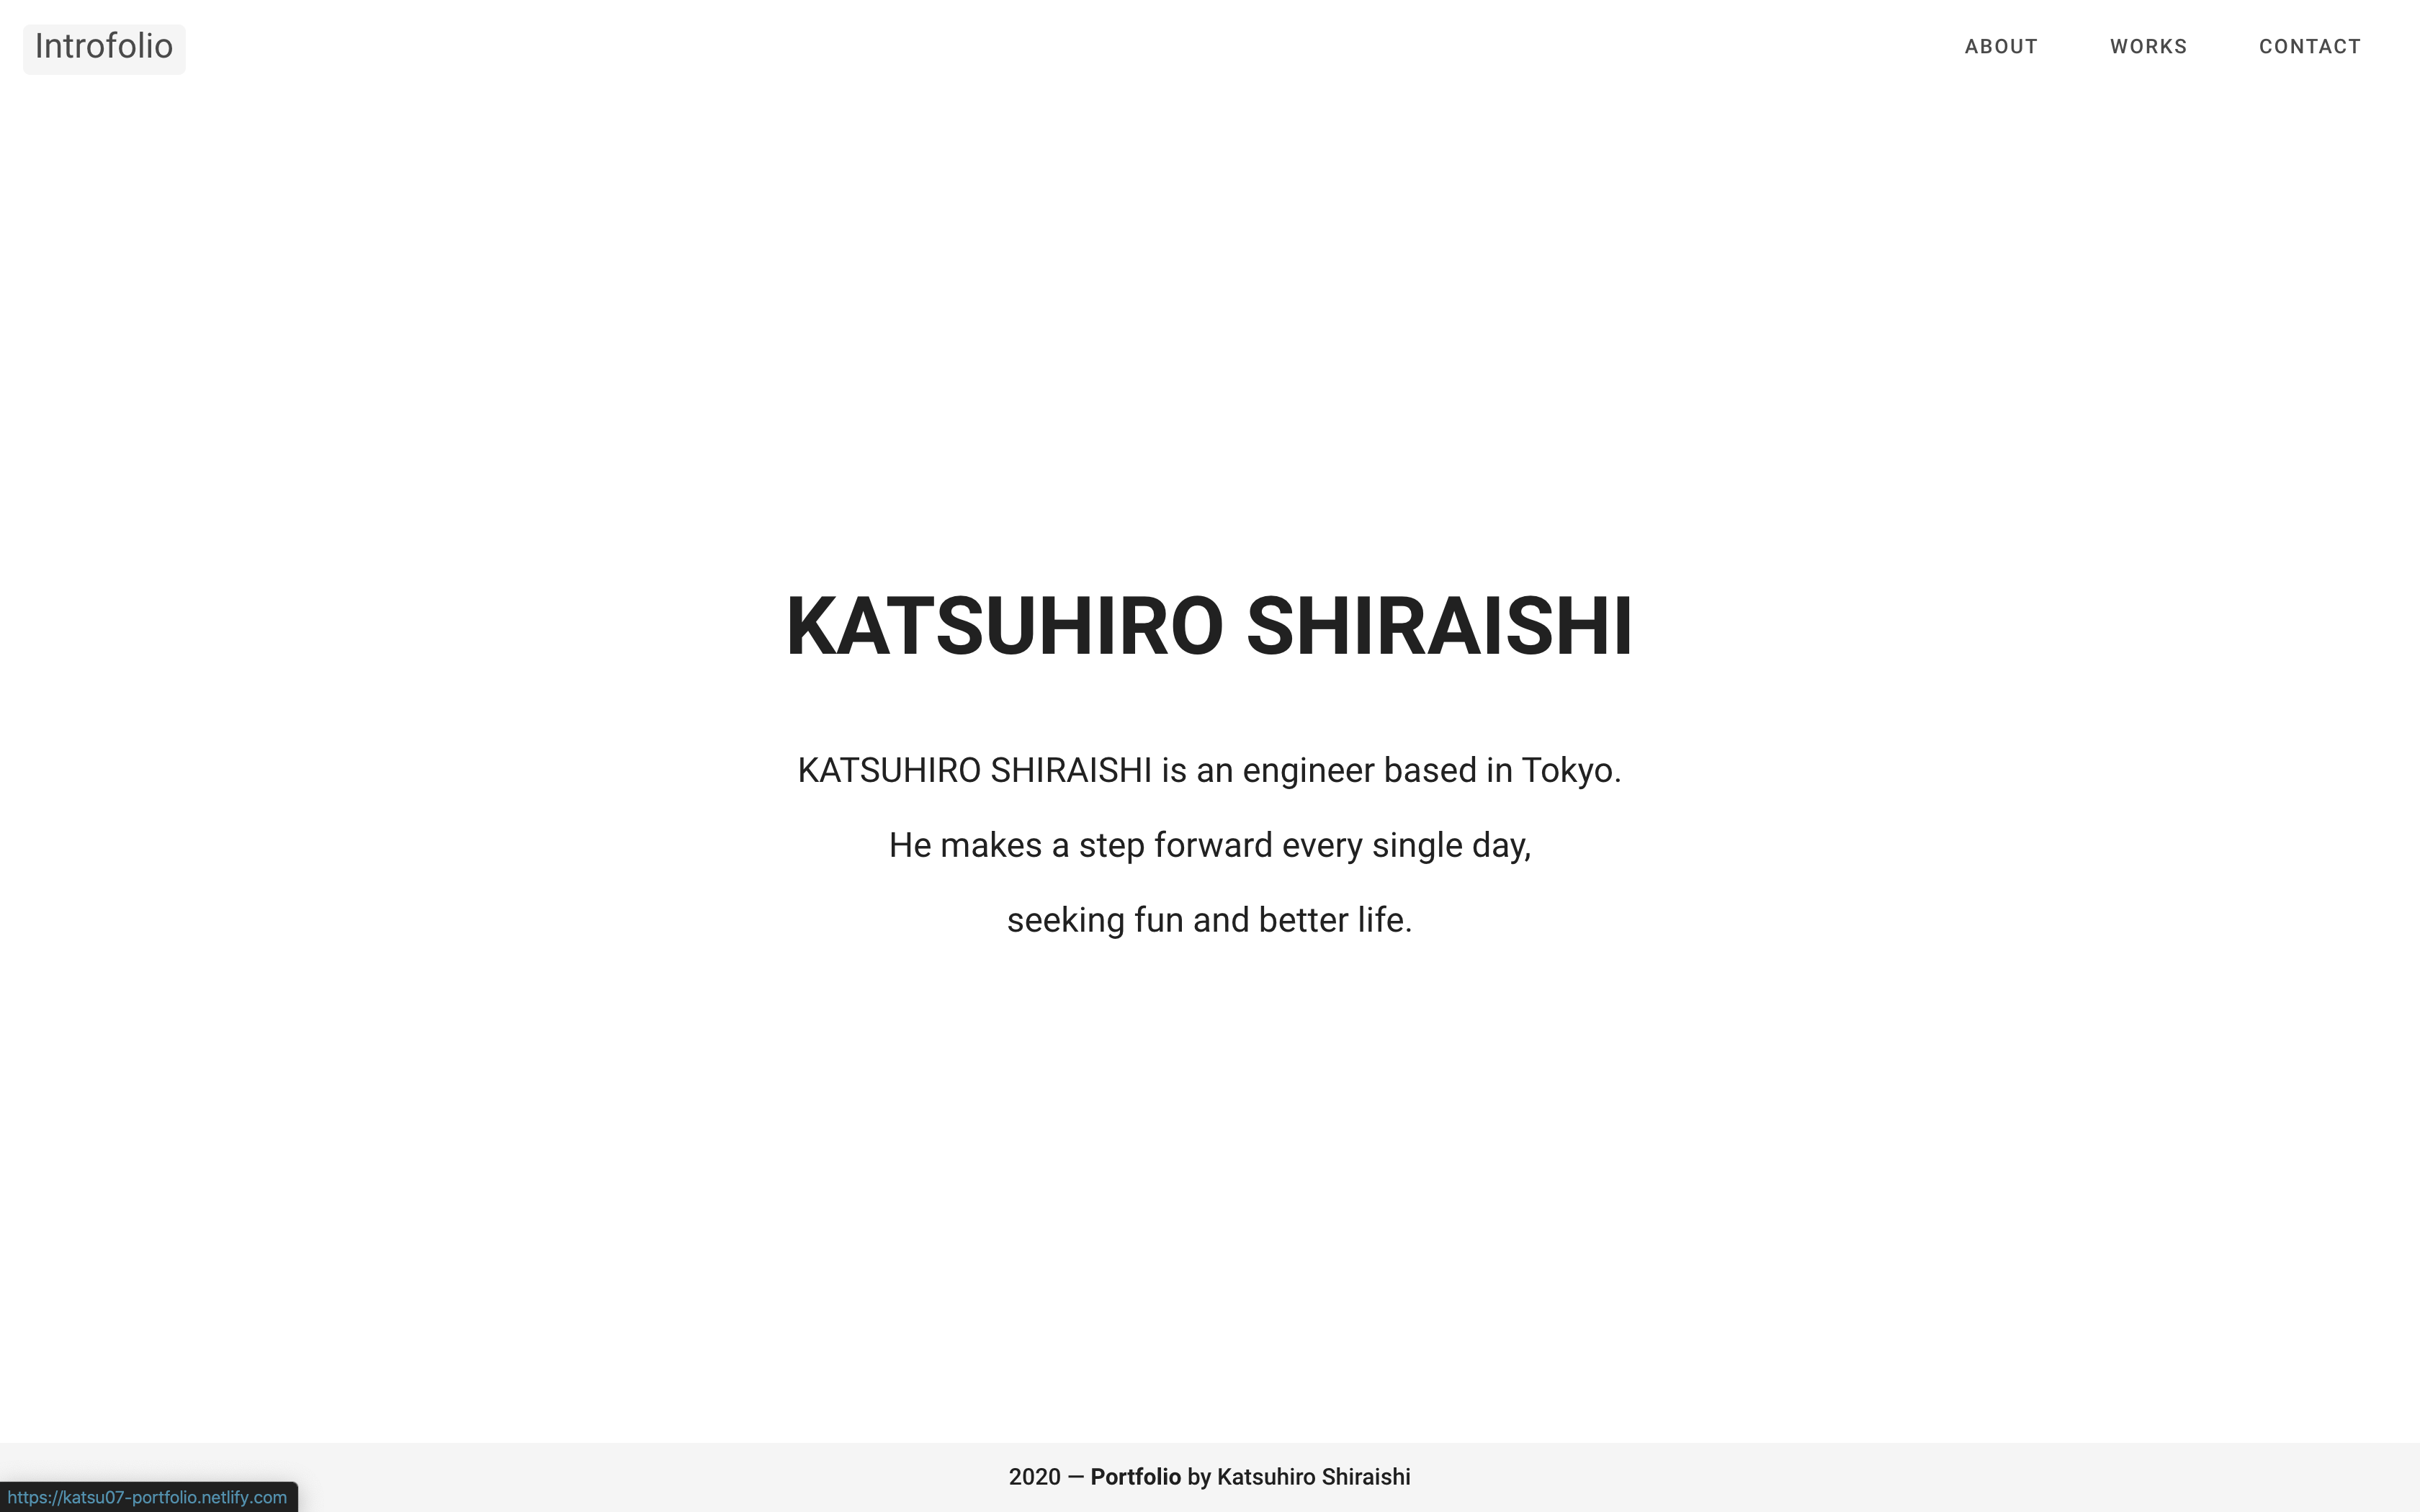 Introfolio
ABOUT WORKS CONTACT
KATSUHIRO SHIRAISHI
KATSUHIRO SHIRAISHI is an engineer based in Tokyo.
He makes a step forward every single day,
seeking fun and better life.
2020 — Portfolio by Katsuhiro Shiraishi
https://katsu07-portfolio.netlify.com